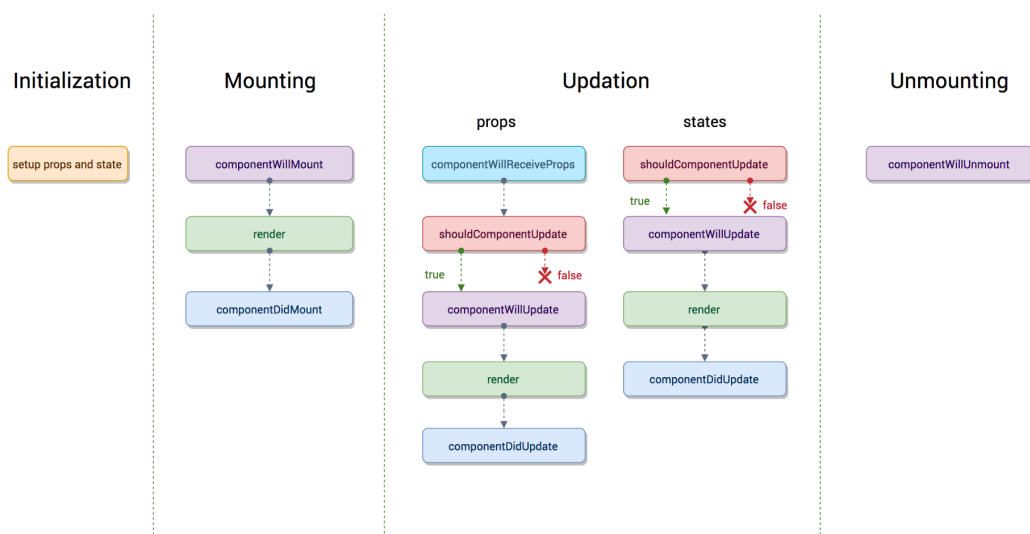 Initialization
Mounting
Updation
Unmounting
props
states
setup props and state
componentWillMount
render
componentDidMount
componentWillReceiveProps
shouldComponentUpdate
true
false
componentWillUpdate
render
componentDidUpdate
shouldComponentUpdate
true
false
componentWillUpdate
render
componentDidUpdate
componentWillUnmount